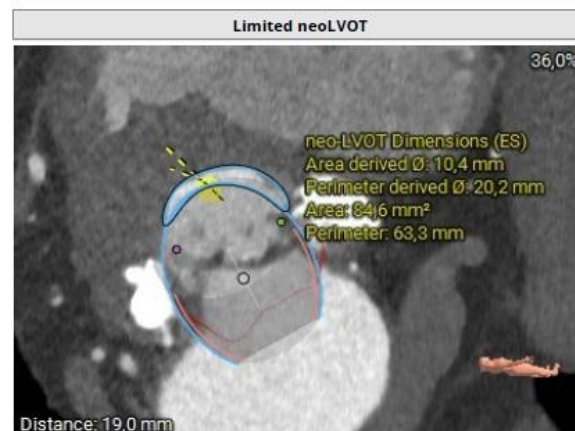 Limited neoLVOT
36,0%
neo-LVOT Dimensions (ES)
Area derived Ø: 10,4 mm
Perimeter derived Ø: 20,2 mm
Area: 84,6 mm²
Perimeter: 63,3 mm
Distance: 19,0 mm